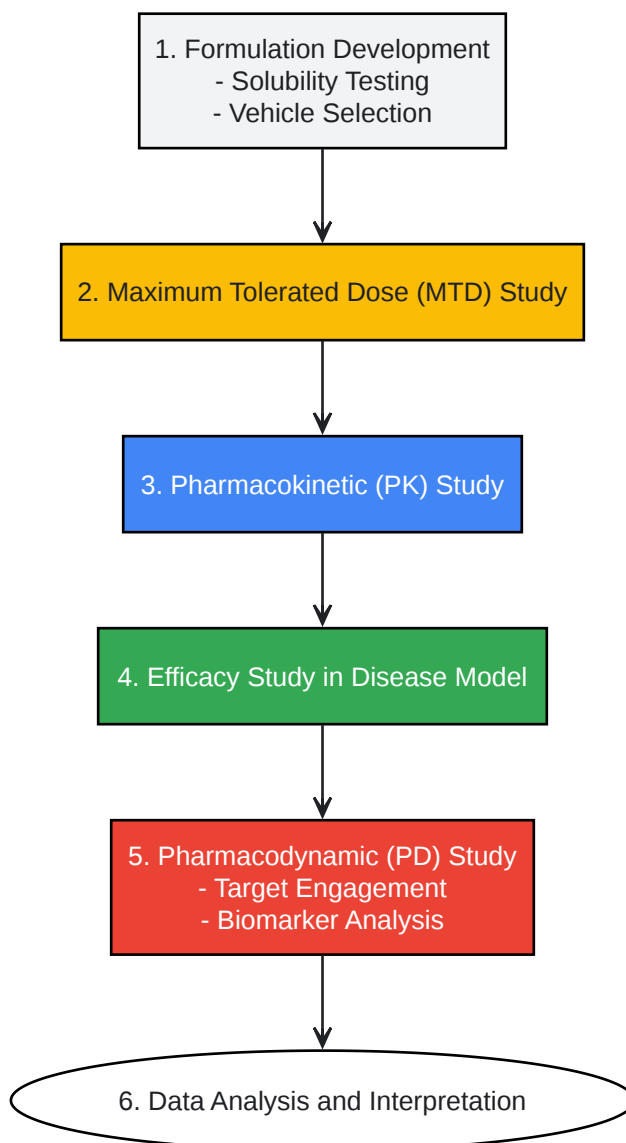 1. Formulation Development
- Solubility Testing
- Vehicle Selection
2. Maximum Tolerated Dose (MTD) Study
3. Pharmacokinetic (PK) Study
4. Efficacy Study in Disease Model
5. Pharmacodynamic (PD) Study
- Target Engagement
- Biomarker Analysis
6. Data Analysis and Interpretation